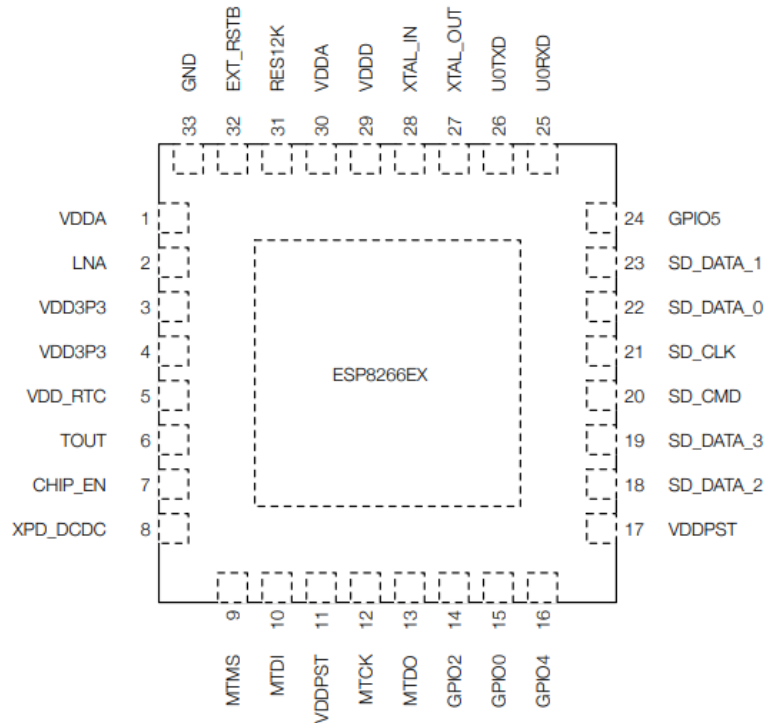 GND
EXT_RSTB
RES12K
VDDA
VDDD
XTAL_IN
XTAL_OUT
U0TXD
U0RXD
33
32
31
30
29
28
27
26
25
VDDA 1
LNA 2
VDD3P3 3
VDD3P3 4
VDD_RTC 5
TOUT 6
CHIP_EN 7
XPD_DCDC 8
ESP8266EX
24 GPIO5
23 SD_DATA_1
22 SD_DATA_0
21 SD_CLK
20 SD_CMD
19 SD_DATA_3
18 SD_DATA_2
17 VDDPST
9
10
11
12
13
14
15
16
MTMS
MTDI
VDDPST
MTCK
MTDO
GPIO2
GPIO0
GPIO4